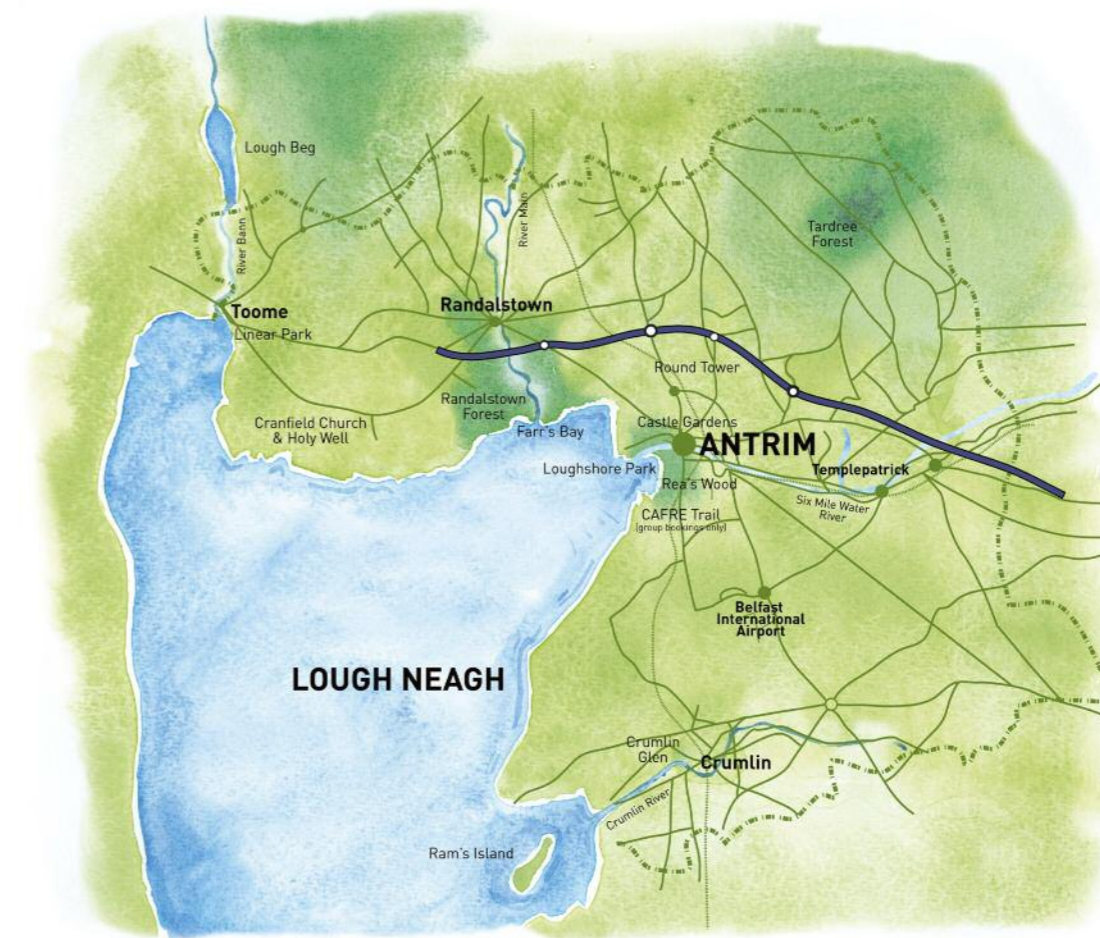 Lough Beg
River Bann
River Main
Tardree
Forest
Toome
Linear Park
Randalstown
Round Tower
Randalstown
Forest
Cranfield Church
& Holy Well
Farr's Bay
Castle Gardens
ANTRIM
Loughshore Park
Rea's Wood
Templepatrick
Six Mile Water
River
CAFRE Trail
(group bookings only)
Belfast
International
Airport
LOUGH NEAGH
Crumlin
Glen
Crumlin
Crumlin River
Ram's Island